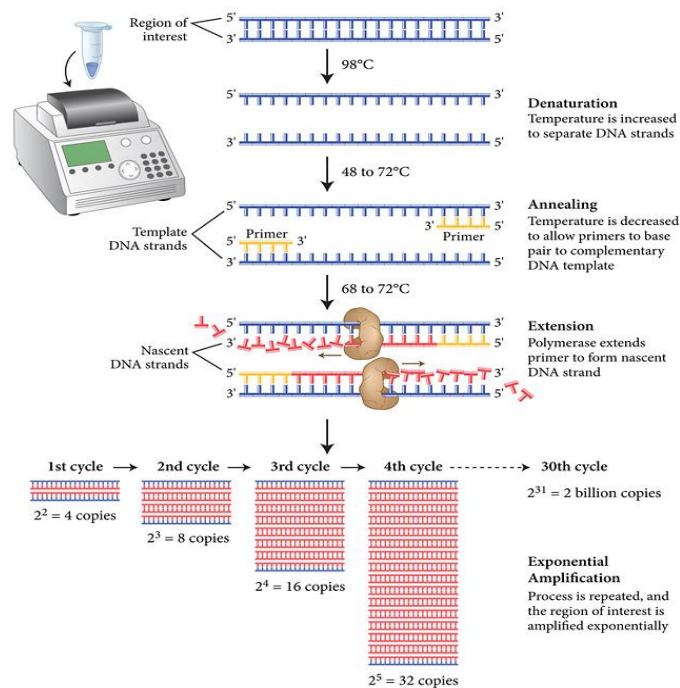 Region of
interest
5' 3'
3' 5'
98°C
5' 3'
3' 5'
Denaturation
Temperature is increased
to separate DNA strands
48 to 72°C
Template
DNA strands
5' 3'
3' 5'
Primer
Primer
5' 3'
3' 5'
Annealing
Temperature is decreased
to allow primers to base
pair to complementary
DNA template
68 to 72°C
Nascent
DNA strands
5' 3'
3' 5'
5' 3'
3' 5'
Extension
Polymerase extends
primer to form nascent
DNA strand
1st cycle 2nd cycle 3rd cycle 4th cycle 30th cycle
2² = 4 copies
2³ = 8 copies
2⁴ = 16 copies
2⁵ = 32 copies
2³¹ = 2 billion copies
Exponential
Amplification
Process is repeated, and
the region of interest is
amplified exponentially